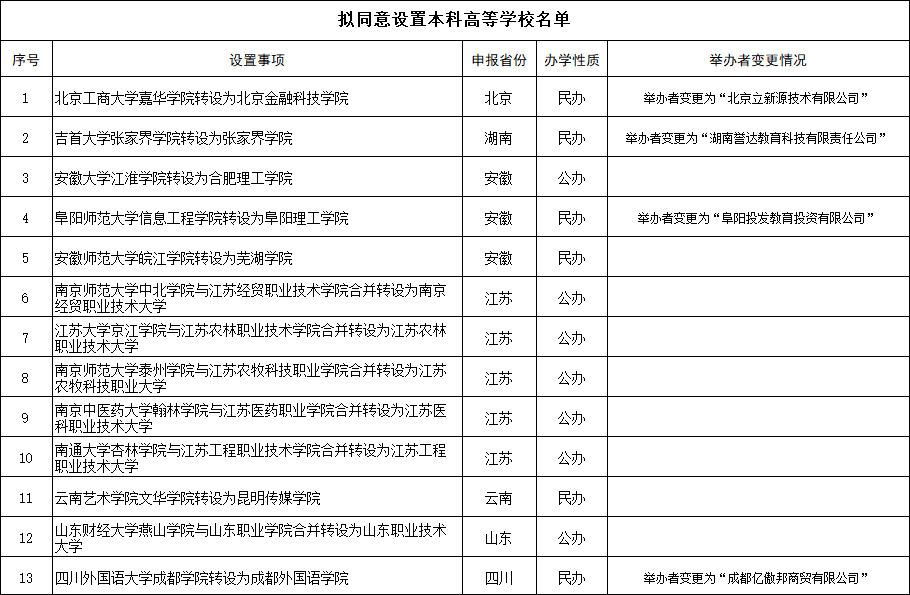 拟同意设置本科高等学校名单
序号 设置事项 申报省份 办学性质 举办者变更情况
1 北京工商大学嘉华学院转设为北京金融科技学院 北京 民办 举办者变更为“北京立新源技术有限公司”
2 吉首大学张家界学院转设为张家界学院 湖南 民办 举办者变更为“湖南誉达教育科技有限责任公司”
3 安徽大学江淮学院转设为合肥理工学院 安徽 公办
4 阜阳师范大学信息工程学院转设为阜阳理工学院 安徽 民办 举办者变更为“阜阳投发教育投资有限公司”
5 安徽师范大学皖江学院转设为芜湖学院 安徽 民办
6 南京师范大学中北学院与江苏经贸职业技术学院合并转设为南京
经贸职业技术大学 江苏 公办
7 江苏大学京江学院与江苏农林职业技术学院合并转设为江苏农林
职业技术大学 江苏 公办
8 南京师范大学泰州学院与江苏农牧科技职业学院合并转设为江苏
农牧科技职业大学 江苏 公办
9 南京中医药大学翰林学院与江苏医药职业学院合并转设为江苏医
科职业技术大学 江苏 公办
10 南通大学杏林学院与江苏工程职业技术学院合并转设为江苏工程
职业技术大学 江苏 公办
11 云南艺术学院文华学院转设为昆明传媒学院 云南 民办
12 山东财经大学燕山学院与山东职业学院合并转设为山东职业技术
大学 山东 公办
13 四川外国语大学成都学院转设为成都外国语学院 四川 民办 举办者变更为“成都亿傲邦商贸有限公司”